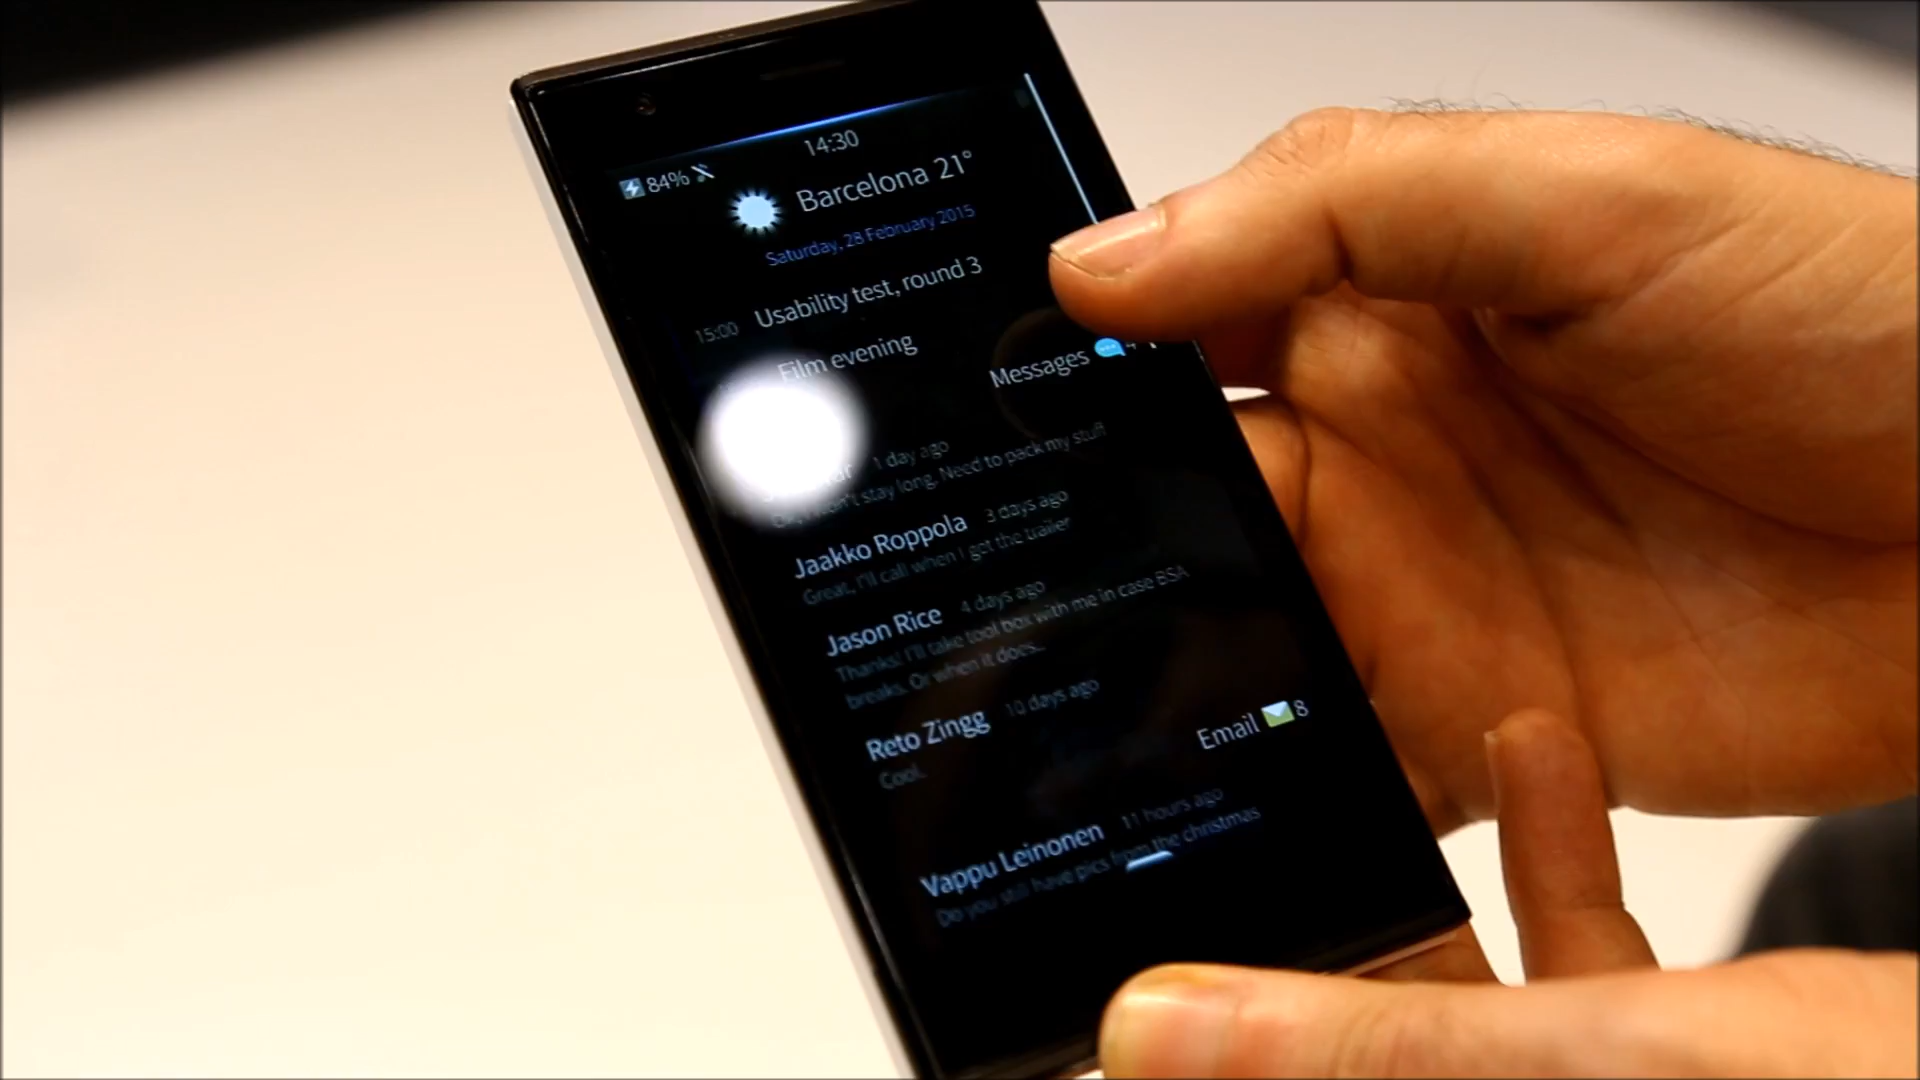 14:30
84%
Barcelona 21°
Saturday, 28 February 2015
15:00 Usability test, round 3
Film evening
Messages
1 day ago
stay long. Need to pack my stuff
Jaakko Roppola 3 days ago
Great, I'll call when I get the trailer
Jason Rice 4 days ago
Thanks! I'll take tool box with me in case BSA
breaks. Or when it does..
Reto Zingg 10 days ago
Cool.
Email 8
Vappu Leinonen 11 hours ago
Do you still have pics from the christmas